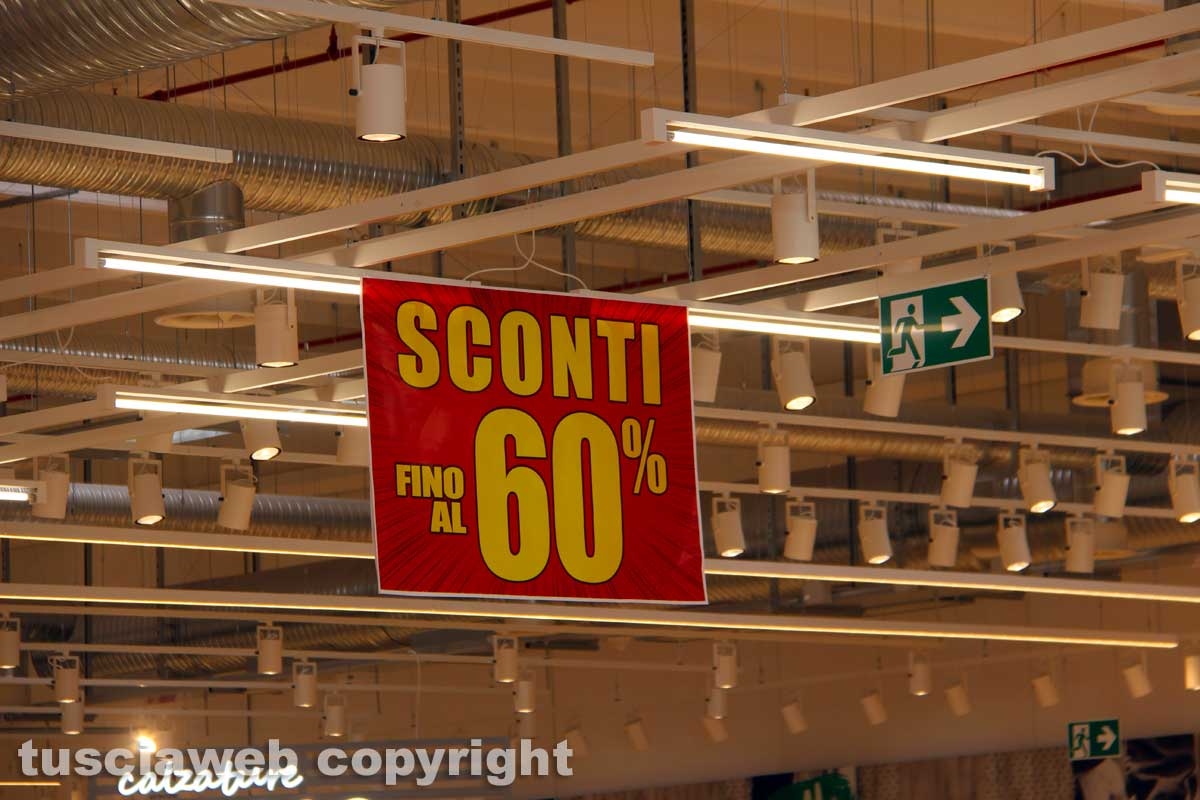 SCONTI
FINO
AL
60%
tusciaweb copyright
calzature